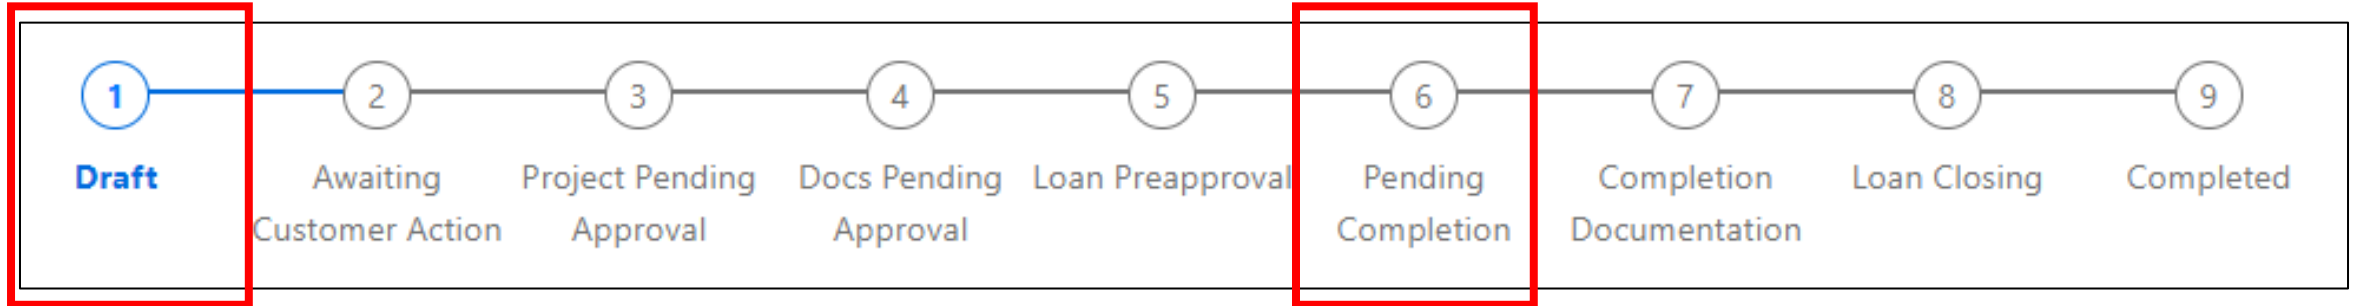 1 2 3 4 5 6 7 8 9
Draft Awaiting Project Pending Docs Pending Loan Preapproval Pending Completion Loan Closing Completed
Customer Action Approval Approval Completion Documentation